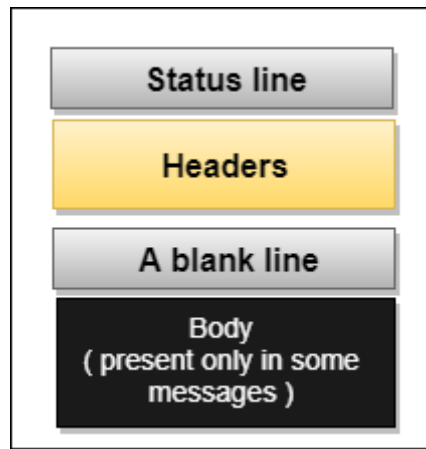 Status line
Headers
A blank line
Body
( present only in some
messages )